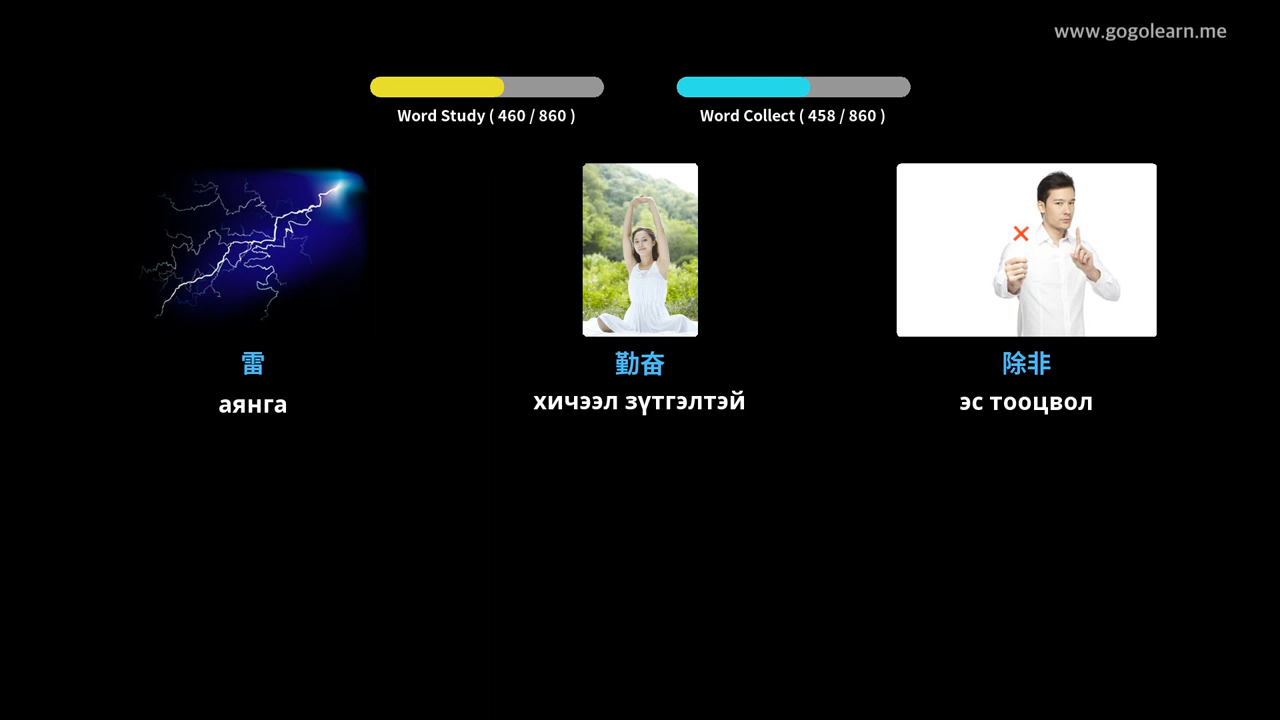 www.gogolearn.me
Word Study ( 460 / 860 )
Word Collect ( 458 / 860 )
雷
勤奋
除非
аянга
хичээл зүтгэлтэй
эс тооцвол